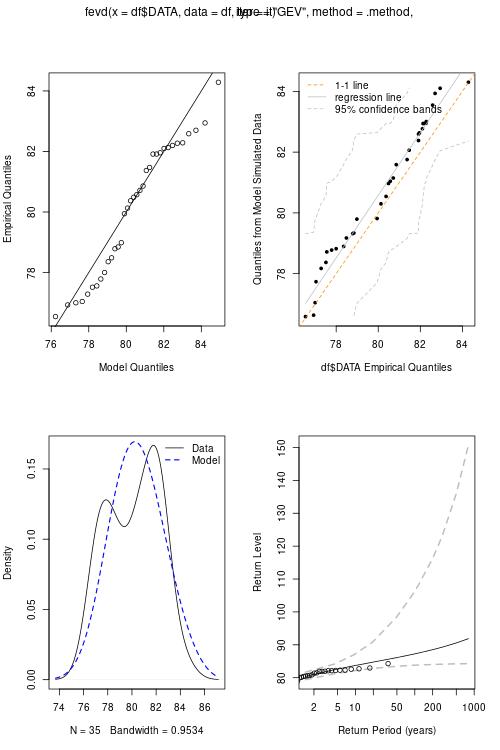 fevd(x = df$DATA, data = df, type = "GEV", method = .method,
84
82
80
78
76 78 80 82 84
Empirical Quantiles
Model Quantiles
1-1 line
regression line
95% confidence bands
84
82
80
78
78 80 82 84
Quantiles from Model Simulated Data
df$DATA Empirical Quantiles
Data
Model
0.15
0.10
0.05
0.00
74 76 78 80 82 84 86
Density
N = 35 Bandwidth = 0.9534
150
140
130
120
110
100
90
80
2 5 10 50 200 1000
Return Level
Return Period (years)